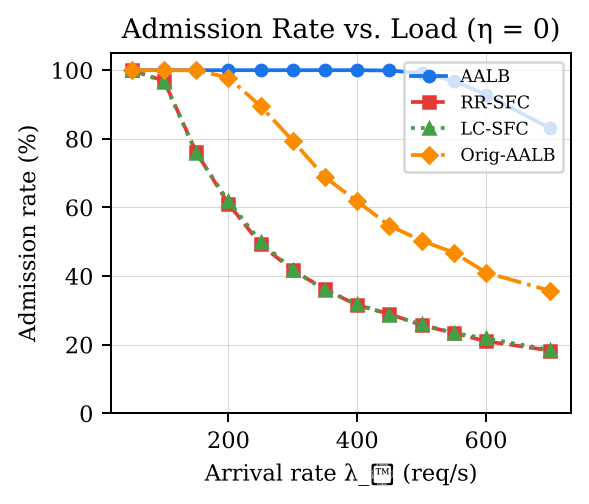 Admission Rate vs. Load (η = 0)
100
80
60
40
20
0
Admission rate (%)
AALB
RR-SFC
LC-SFC
Orig-AALB
200
400
600
Arrival rate λ_™ (req/s)